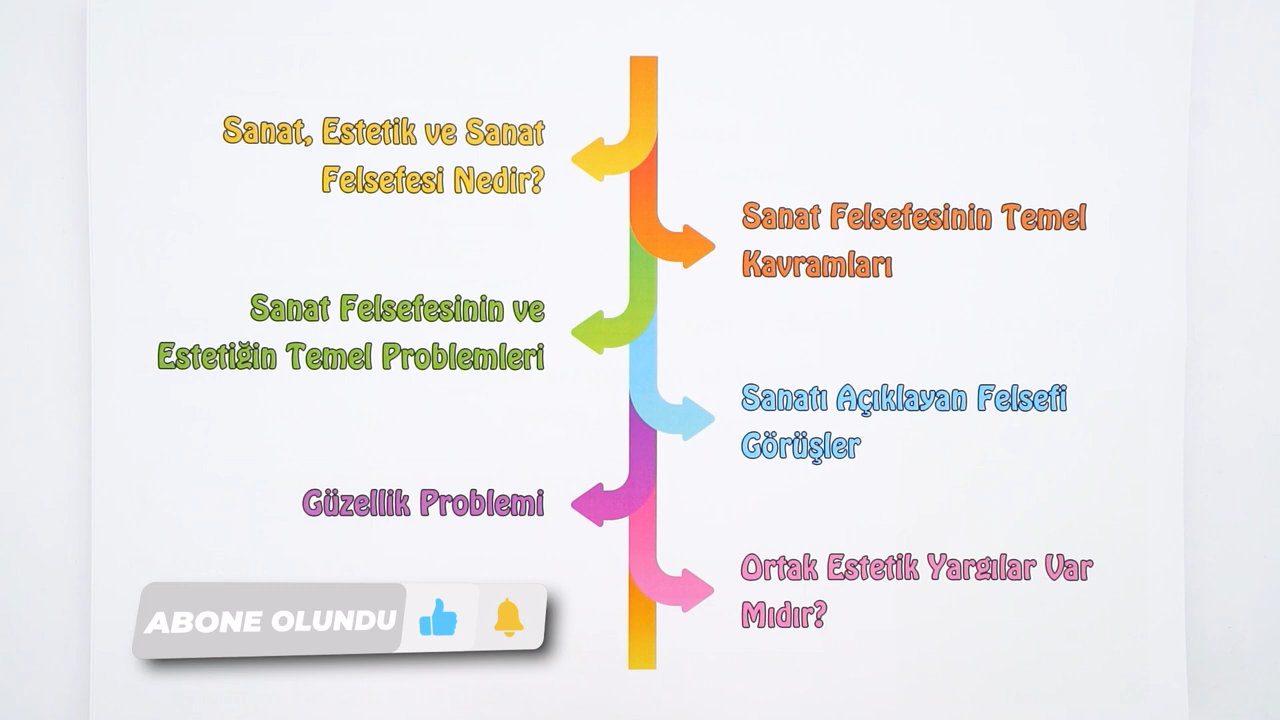 Sanat, Estetik ve Sanat
Felsefesi Nedir?
Sanat Felsefesinin Temel
Kavramları
Sanat Felsefesinin ve
Estetiğin Temel Problemleri
Sanatı Açıklayan Felsefi
Görüşler
Güzellik Problemi
Ortak Estetik Yargılar Var
Mıdır?
ABONE OLUNDU